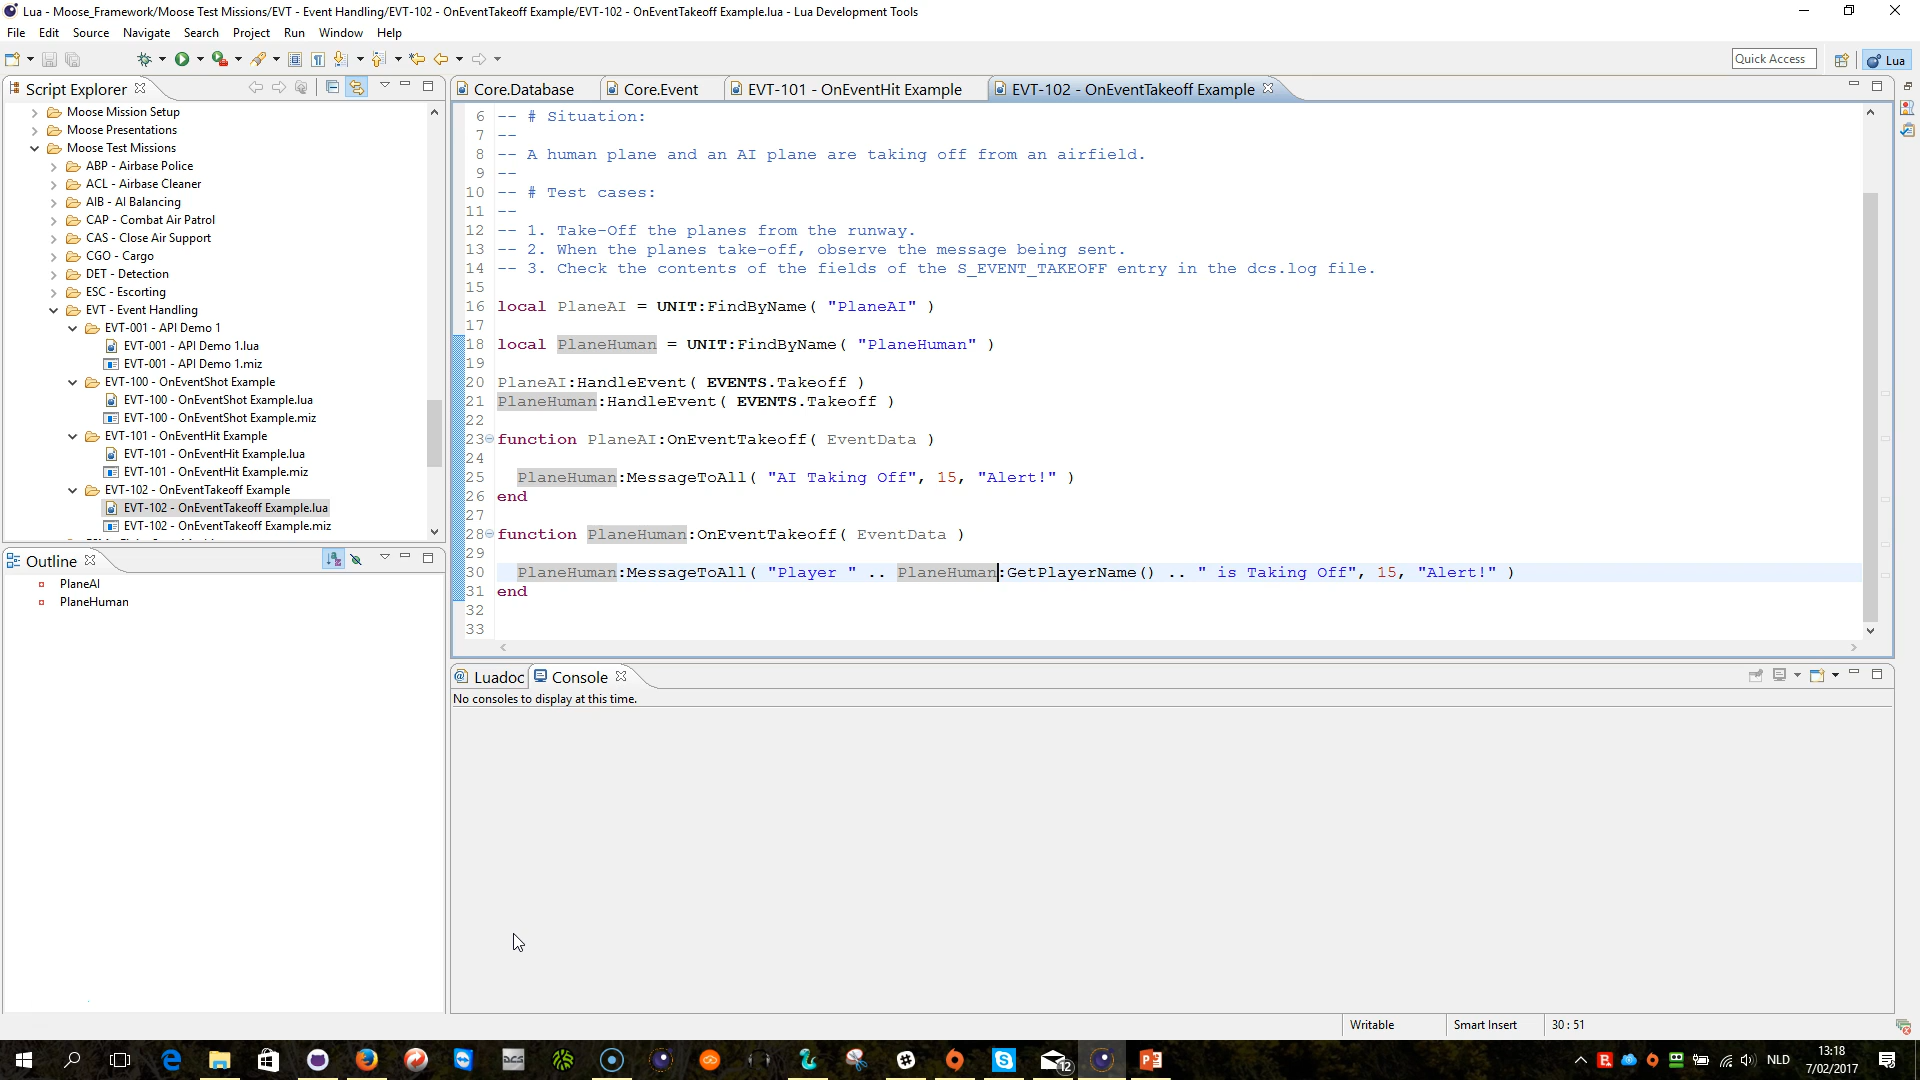 Lua - Moose_Framework/Moose Test Missions/EVT - Event Handling/EVT-102 - OnEventTakeoff Example/EVT-102 - OnEventTakeoff Example.lua - Lua Development Tools
File Edit Source Navigate Search Project Run Window Help
Quick Access
Lua
Script Explorer
Moose Mission Setup
Moose Presentations
Moose Test Missions
ABP - Airbase Police
ACL - Airbase Cleaner
AIB - AI Balancing
CAP - Combat Air Patrol
CAS - Close Air Support
CGO - Cargo
DET - Detection
ESC - Escorting
EVT - Event Handling
EVT-001 - API Demo 1
EVT-001 - API Demo 1.lua
EVT-001 - API Demo 1.miz
EVT-100 - OnEventShot Example
EVT-100 - OnEventShot Example.lua
EVT-100 - OnEventShot Example.miz
EVT-101 - OnEventHit Example
EVT-101 - OnEventHit Example.lua
EVT-101 - OnEventHit Example.miz
EVT-102 - OnEventTakeoff Example
EVT-102 - OnEventTakeoff Example.lua
EVT-102 - OnEventTakeoff Example.miz
Outline
PlaneAI
PlaneHuman
Core.Database
Core.Event
EVT-101 - OnEventHit Example
EVT-102 - OnEventTakeoff Example
6 -- # Situation:
7 --
8 -- A human plane and an AI plane are taking off from an airfield.
9 --
10 -- # Test cases:
11 --
12 -- 1. Take-Off the planes from the runway.
13 -- 2. When the planes take-off, observe the message being sent.
14 -- 3. Check the contents of the fields of the S_EVENT_TAKEOFF entry in the dcs.log file.
15
16 local PlaneAI = UNIT:FindByName( "PlaneAI" )
17
18 local PlaneHuman = UNIT:FindByName( "PlaneHuman" )
19
20 PlaneAI:HandleEvent( EVENTS.Takeoff )
21 PlaneHuman:HandleEvent( EVENTS.Takeoff )
22
23 function PlaneAI:OnEventTakeoff( EventData )
24
25 PlaneHuman:MessageToAll( "AI Taking Off", 15, "Alert!" )
26 end
27
28 function PlaneHuman:OnEventTakeoff( EventData )
29
30 PlaneHuman:MessageToAll( "Player " .. PlaneHuman:GetPlayerName() .. " is Taking Off", 15, "Alert!" )
31 end
32
33
Luadoc
Console
No consoles to display at this time.
Writable
Smart Insert
30 : 51
DCS
12
NLD
13:18
7/02/2017